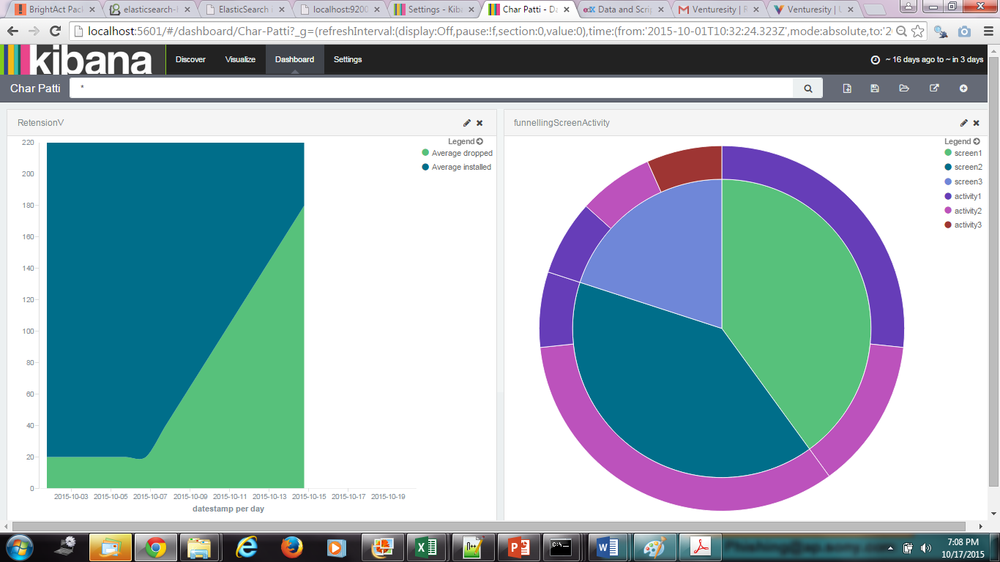 BrightAct Pac
elasticsearch-
ElasticSearch i
localhost:9200
Settings - Kiba
Char Patti - Da
Data and Scrip
Venturesity | R
Venturesity | U
localhost:5601/#/dashboard/Char-Patti?_g=(refreshInterval:(display:Off,pause:!f,section:0,value:0),time:(from:'2015-10-01T10:32:24.323Z',mode:absolute,to:'20
kibana
Discover
Visualize
Dashboard
Settings
~ 16 days ago to ~ in 3 days
Char Patti
*
RetensionV
Legend
Average dropped
Average installed
220
200
180
160
140
120
100
80
60
40
20
0
2015-10-03
2015-10-05
2015-10-07
2015-10-09
2015-10-11
2015-10-13
2015-10-15
2015-10-17
2015-10-19
datestamp per day
funnellingScreenActivity
Legend
screen1
screen2
screen3
activity1
activity2
activity3
7:08 PM
10/17/2015